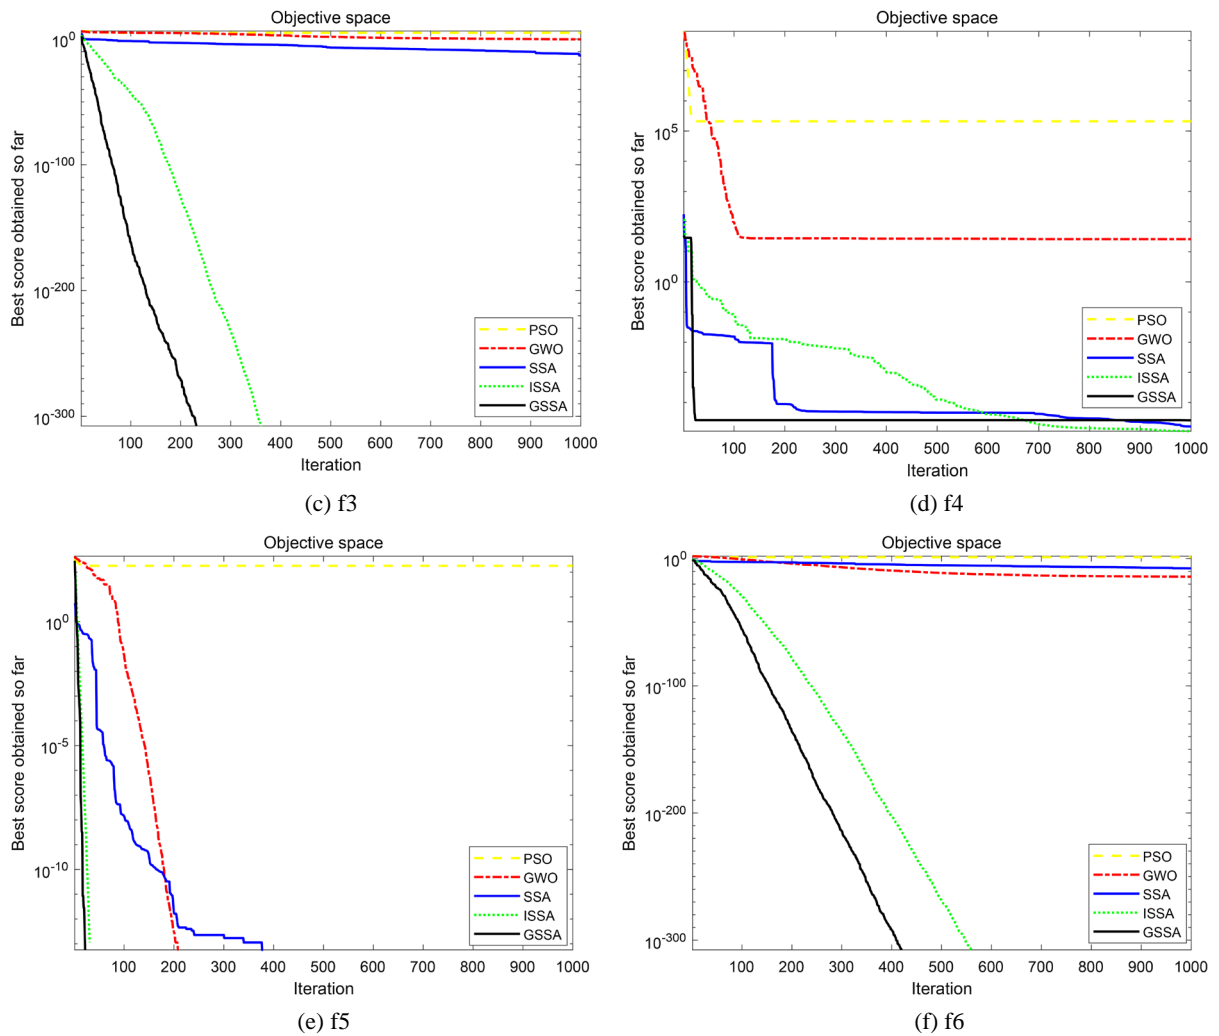 Objective space
Best score obtained so far
10^0
10^-100
10^-200
10^-300
PSO
GWO
SSA
ISSA
GSSA
100 200 300 400 500 600 700 800 900 1000
Iteration
(c) f3
Objective space
Best score obtained so far
10^5
10^0
PSO
GWO
SSA
ISSA
GSSA
100 200 300 400 500 600 700 800 900 1000
Iteration
(d) f4
Objective space
Best score obtained so far
10^0
10^-5
10^-10
PSO
GWO
SSA
ISSA
GSSA
100 200 300 400 500 600 700 800 900 1000
Iteration
(e) f5
Objective space
Best score obtained so far
10^0
10^-100
10^-200
10^-300
PSO
GWO
SSA
ISSA
GSSA
100 200 300 400 500 600 700 800 900 1000
Iteration
(f) f6